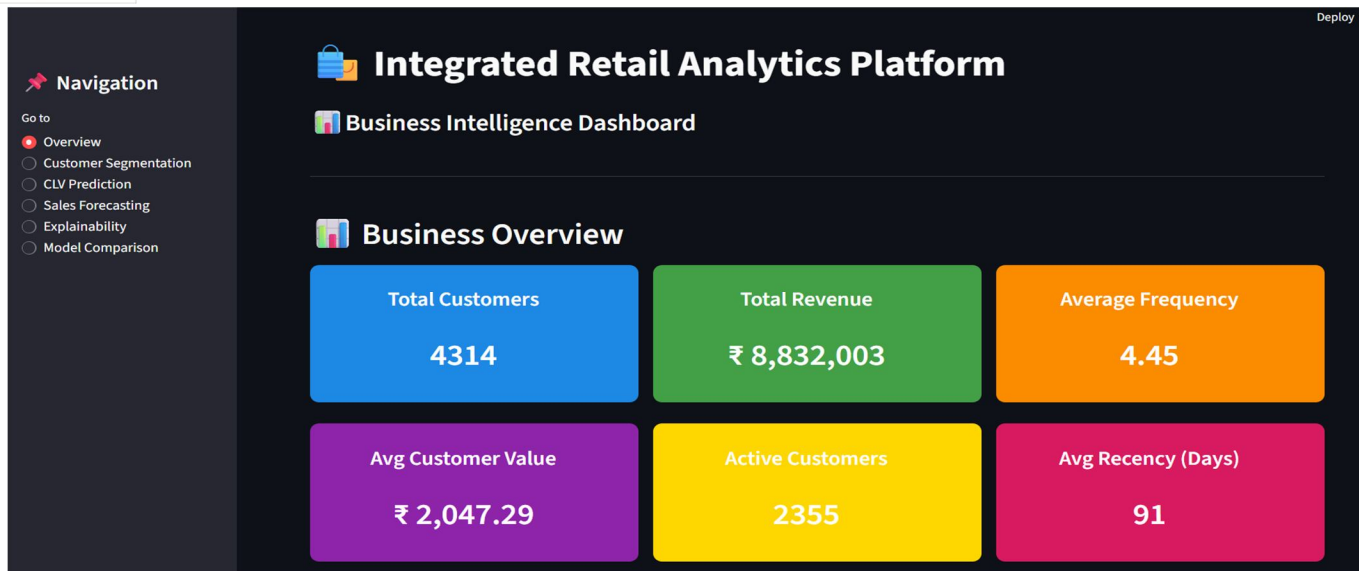 Deploy
Navigation
Go to
Overview
Customer Segmentation
CLV Prediction
Sales Forecasting
Explainability
Model Comparison
Integrated Retail Analytics Platform
Business Intelligence Dashboard
Business Overview
Total Customers
4314
Total Revenue
₹ 8,832,003
Average Frequency
4.45
Avg Customer Value
₹ 2,047.29
Active Customers
2355
Avg Recency (Days)
91